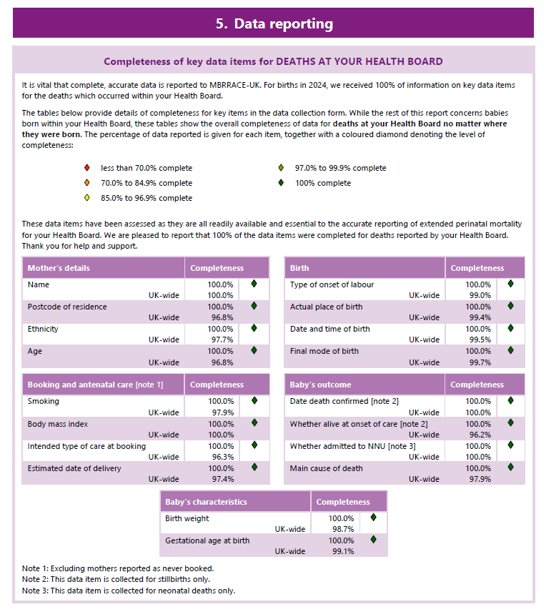 5. Data reporting
Completeness of key data items for DEATHS AT YOUR HEALTH BOARD
It is vital that complete, accurate data is reported to MBRRACE-UK. For births in 2024, we received 100% of information on key data items
for the deaths which occurred within your Health Board.
The tables below provide details of completeness for key items in the data collection form. While the rest of this report concerns babies
born within your Health Board, these tables show the overall completeness of data for deaths at your Health Board no matter where
they were born. The percentage of data reported is given for each item, together with a coloured diamond denoting the level of
completeness:
less than 70.0% complete
97.0% to 99.9% complete
70.0% to 84.9% complete
100% complete
85.0% to 96.9% complete
These data items have been assessed as they are all readily available and essential to the accurate reporting of extended perinatal mortality
for your Health Board. We are pleased to report that 100% of the data items were completed for deaths reported by your Health Board.
Thank you for help and support.
Mother's details Completeness
Name 100.0%
UK-wide 100.0%
Postcode of residence 100.0%
UK-wide 96.8%
Ethnicity 100.0%
UK-wide 97.7%
Age 100.0%
UK-wide 96.8%
Birth Completeness
Type of onset of labour 100.0%
UK-wide 99.0%
Actual place of birth 100.0%
UK-wide 99.4%
Date and time of birth 100.0%
UK-wide 99.5%
Final mode of birth 100.0%
UK-wide 99.7%
Booking and antenatal care [note 1] Completeness
Smoking 100.0%
UK-wide 97.9%
Body mass index 100.0%
UK-wide 100.0%
Intended type of care at booking 100.0%
UK-wide 96.3%
Estimated date of delivery 100.0%
UK-wide 97.4%
Baby's outcome Completeness
Date death confirmed [note 2] 100.0%
UK-wide 100.0%
Whether alive at onset of care [note 2] 100.0%
UK-wide 96.2%
Whether admitted to NNU [note 3] 100.0%
UK-wide 100.0%
Main cause of death 100.0%
UK-wide 97.9%
Baby's characteristics Completeness
Birth weight 100.0%
UK-wide 98.7%
Gestational age at birth 100.0%
UK-wide 99.1%
Note 1: Excluding mothers reported as never booked.
Note 2: This data item is collected for stillbirths only.
Note 3: This data item is collected for neonatal deaths only.